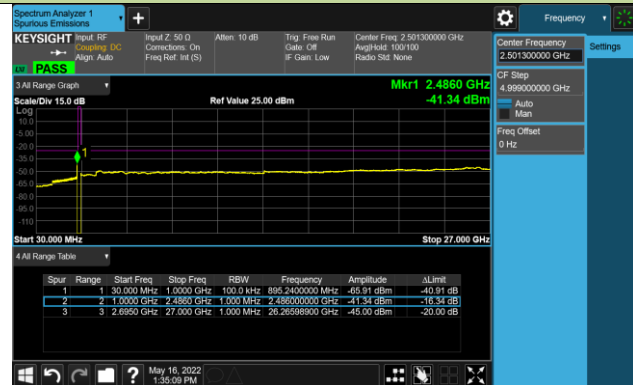 Spectrum Analyzer 1
Spurious Emissions
+
Frequency
KEYSIGHT
Input: RF
Coupling: DC
Align: Auto
Input Z: 50 Ω
Corrections: On
Freq Ref: Int (S)
Atten: 10 dB
Trig: Free Run
Gate: Off
IF Gain: Low
Center Freq: 2.501300000 GHz
Avg|Hold: 100/100
Radio Std: None
PASS
3 All Range Graph
Mkr1 2.4860 GHz
Scale/Div 15.0 dB
Ref Value 25.00 dBm
-41.34 dBm
Log
10.0
-5.00
-20.0
-35.0
-50.0
-65.0
-80.0
-95.0
-110
1
Start 30.000 MHz
Stop 27.000 GHz
4 All Range Table
Spur Range Start Freq Stop Freq RBW Frequency Amplitude ΔLimit
1 1 30.000 MHz 1.0000 GHz 100.0 kHz 895.2400000 MHz -65.91 dBm -40.91 dB
2 2 1.0000 GHz 2.4860 GHz 1.000 MHz 2.486000000 GHz -41.34 dBm -16.34 dB
3 3 2.6950 GHz 27.000 GHz 1.000 MHz 26.26598900 GHz -45.00 dBm -20.00 dB
?
May 16, 2022
1:35:09 PM
Center Frequency
2.501300000 GHz
Settings
CF Step
4.999000000 GHz
Auto
Man
Freq Offset
0 Hz